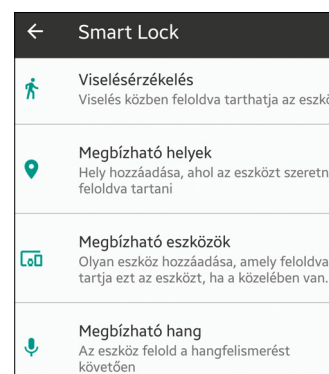 Smart Lock
Viselésérzékelés
Viselés közben feloldva tarthatja az
Megbízható helyek
Hely hozzáadása, ahol az eszközt
feloldva tartani
Megbízható eszközök
Olyan eszköz hozzáadása, amely feloldva
tartja ezt az eszközt, ha a közelében van.
Megbízható hang
Az eszköz felold a hangfelismerést
követően